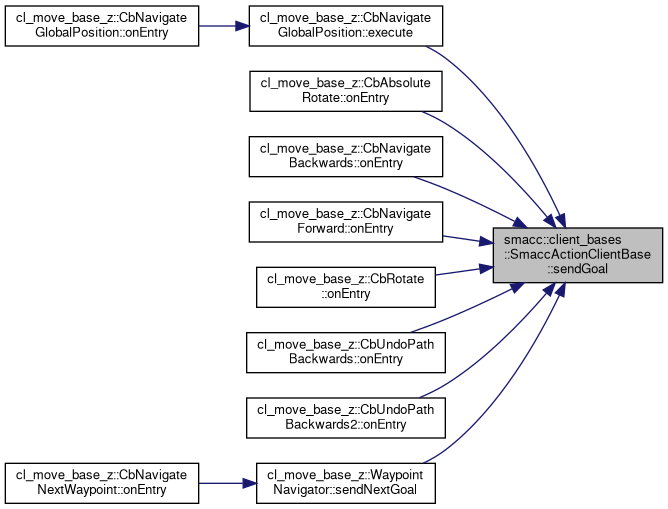 cl_move_base_z::CbNavigate
GlobalPosition::onEntry
cl_move_base_z::CbNavigate
GlobalPosition::execute
cl_move_base_z::CbAbsolute
Rotate::onEntry
cl_move_base_z::CbNavigate
Backwards::onEntry
cl_move_base_z::CbNavigate
Forward::onEntry
smacc::client_bases
::SmaccActionClientBase
::sendGoal
cl_move_base_z::CbRotate
::onEntry
cl_move_base_z::CbUndoPath
Backwards::onEntry
cl_move_base_z::CbUndoPath
Backwards2::onEntry
cl_move_base_z::CbNavigate
NextWaypoint::onEntry
cl_move_base_z::Waypoint
Navigator::sendNextGoal